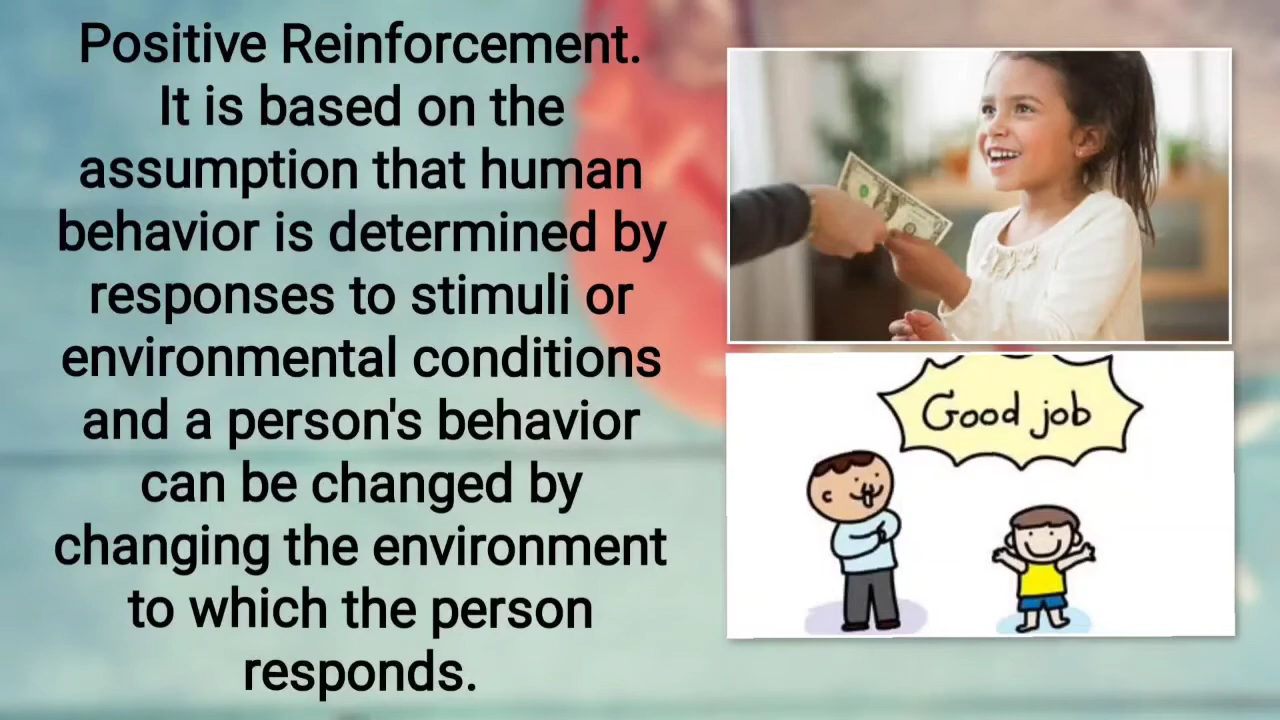 Positive Reinforcement.
It is based on the
assumption that human
behavior is determined by
responses to stimuli or
environmental conditions
and a person's behavior
can be changed by
changing the environment
to which the person
responds.
Good job